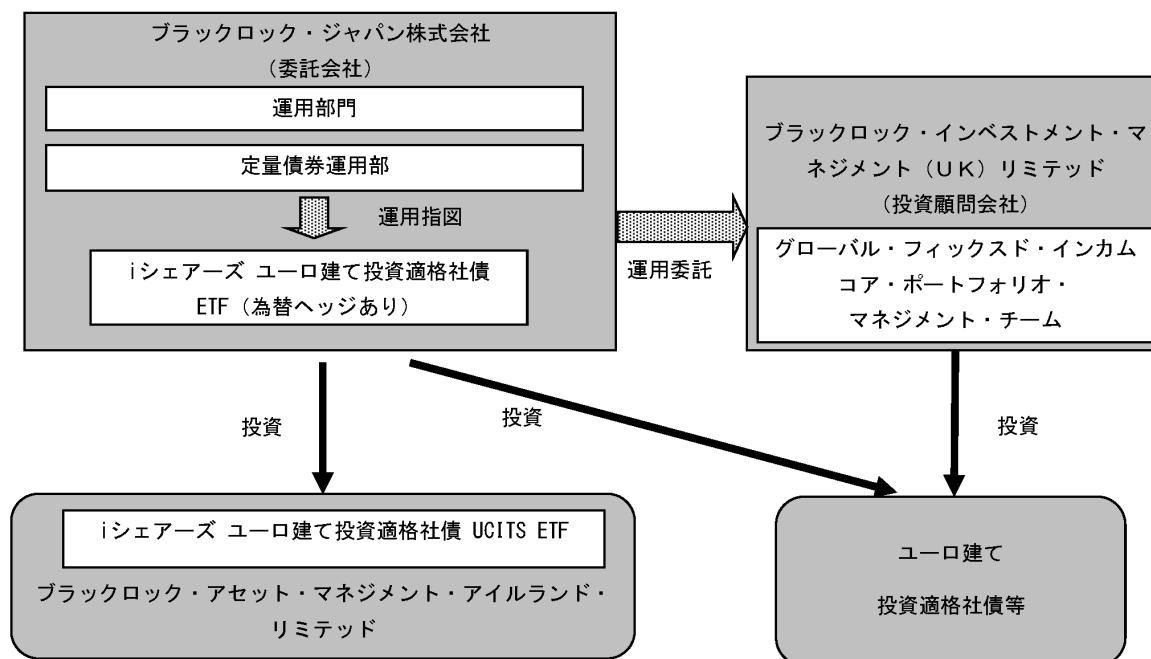 ブラックロック・ジャパン株式会社
(委託会社)
運用部門
定量債券運用部
運用指図
iシェアーズ ユーロ建て投資適格社債
ETF(為替ヘッジあり)
運用委託
ブラックロック・インベストメント・マ
ネジメント(UK)リミテッド
(投資顧問会社)
グローバル・フィックスド・インカム
コア・ポートフォリオ・
マネジメント・チーム
投資
投資
投資
iシェアーズ ユーロ建て投資適格社債 UCITS ETF
ブラックロック・アセット・マネジメント・アイルランド・
リミテッド
ユーロ建て
投資適格社債等